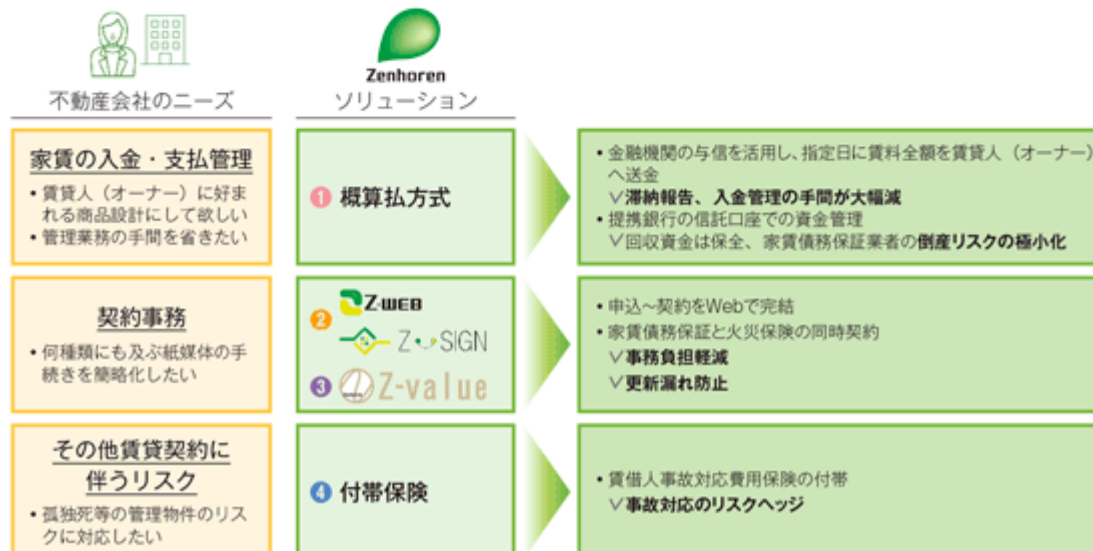 不動産会社のニーズ
Zenhoren
ソリューション
家賃の入金・支払管理
• 賃貸人（オーナー）に好ま
れる商品設計にして欲しい
• 管理業務の手間を省きたい
1 概算払方式
• 金融機関の与信を活用し、指定日に賃料全額を賃貸人（オーナー）
へ送金
∨滞納報告、入金管理の手間が大幅減
• 提携銀行の信託口座での資金管理
∨回収資金は保全、家賃債務保証業者の倒産リスクの極小化
契約事務
• 何種類にも及ぶ紙媒体の手
続きを簡略化したい
2 Z-WEB
Z SIGN
3 Z-value
• 申込～契約をWebで完結
• 家賃債務保証と火災保険の同時契約
∨事務負担軽減
∨更新漏れ防止
その他賃貸契約に
伴うリスク
• 孤独死等の管理物件のリス
クに対応したい
4 付帯保険
• 賃借人事故対応費用保険の付帯
∨事故対応のリスクヘッジ